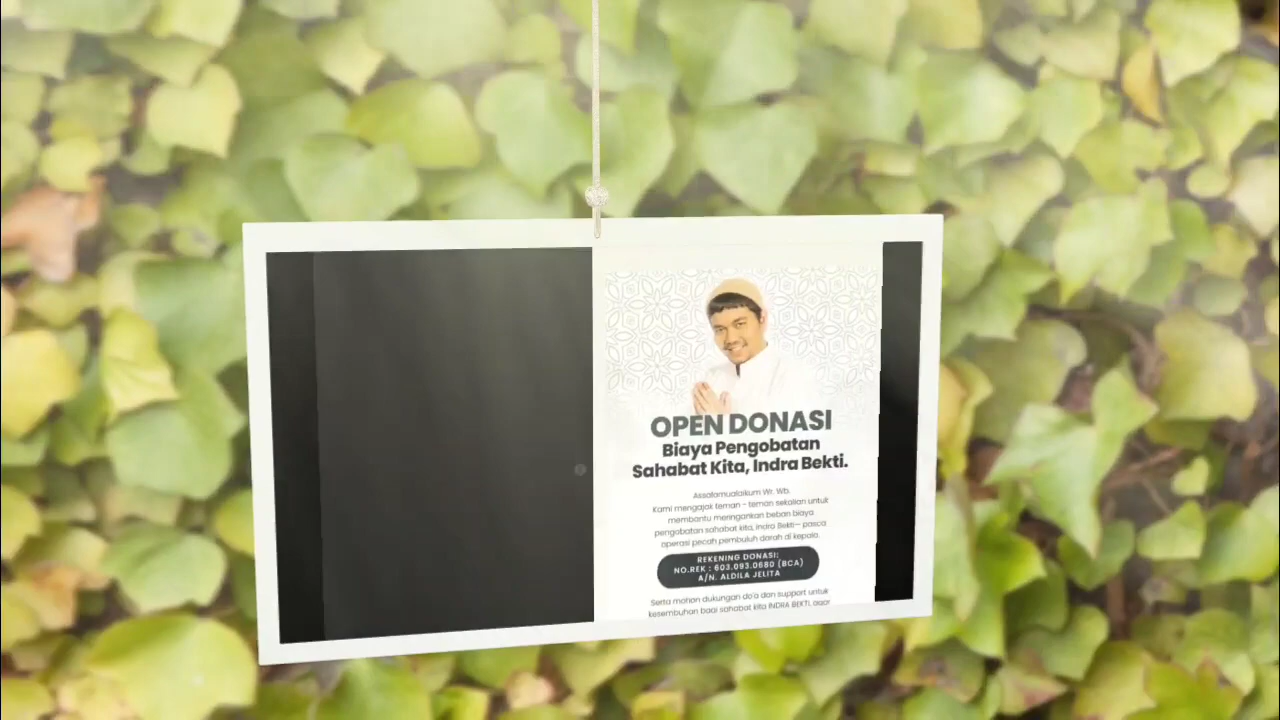 OPEN DONASI
Biaya Pengobatan
Sahabat Kita, Indra Bekti.
Assalamualaikum Wr. Wb.
Kami mengajak teman - teman sekalian untuk
membantu meringankan beban biaya
pengobatan sahabat kita, Indra Bekti— pasca
operasi pecah pembuluh darah di kepala.
REKENING DONASI:
NO.REK : 603.093.0680 (BCA)
A/N. ALDILA JELITA
Serta mohon dukungan do'a dan support untuk
kesembuhan bagi sahabat kita INDRA BEKTI, agar